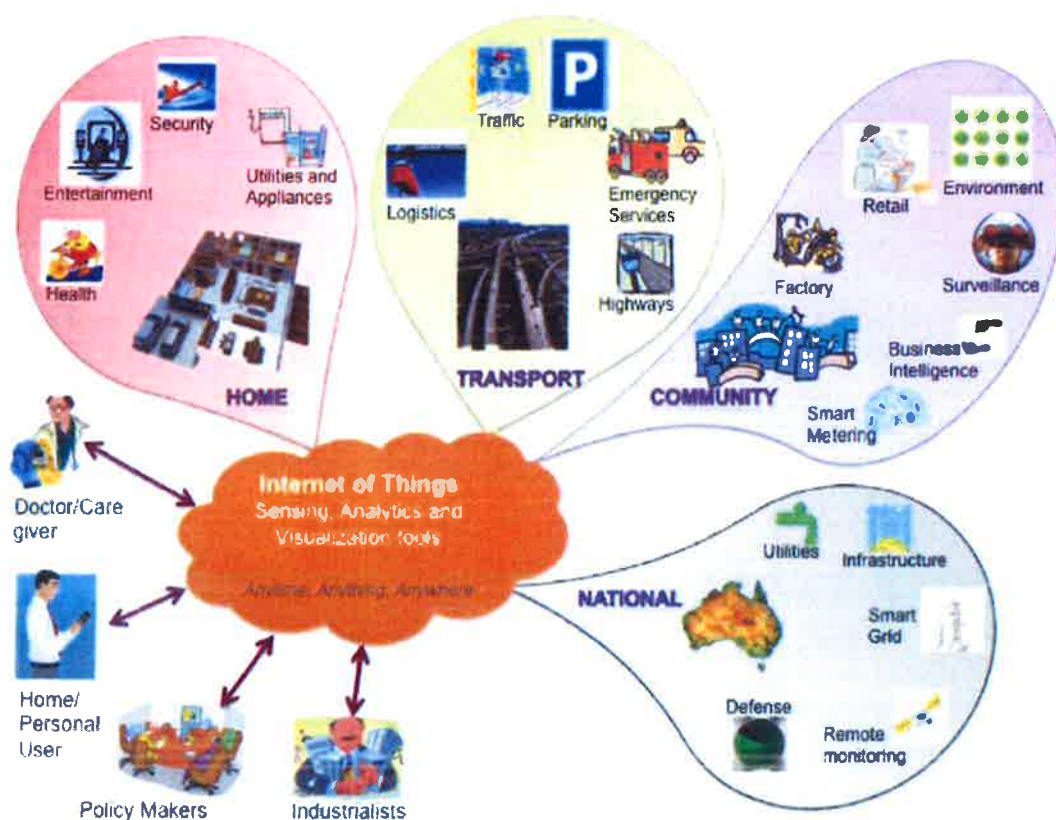 Security
Entertainment
Utilities and
Appliances
Health
HOME
Traffic
Parking
P
Logistics
Emergency
Services
Highways
TRANSPORT
Retail
Environment
Factory
Surveillance
Business
Intelligence
COMMUNITY
Smart
Metering
Doctor/Care
giver
Internet of Things
Sensing, Analytics and
Visualization tools
Anytime, Anything, Anywhere
Home/
Personal
User
Policy Makers
Industrialists
Utilities
Infrastructure
NATIONAL
Smart
Grid
Defense
Remote
monitoring